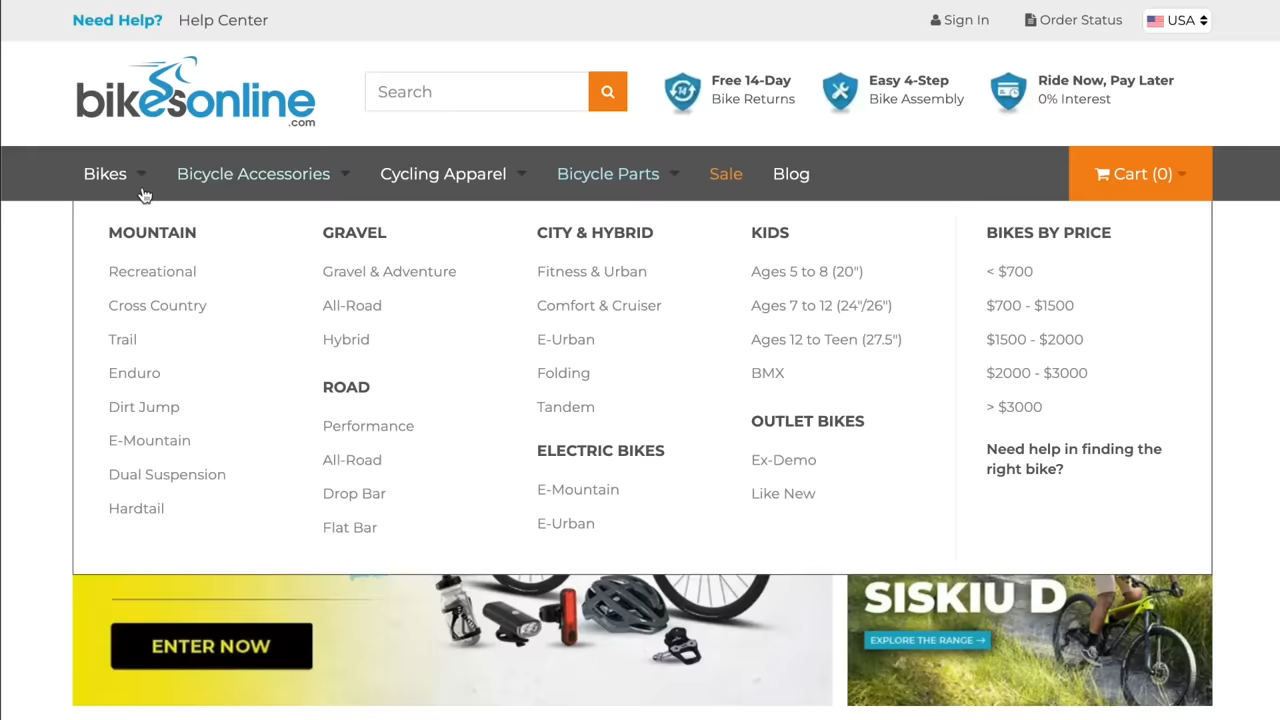 Need Help? Help Center
Sign In
Order Status
USA
bikesonline
.com
Search
14
Free 14-Day
Bike Returns
Easy 4-Step
Bike Assembly
Ride Now, Pay Later
0% Interest
Bikes
Bicycle Accessories
Cycling Apparel
Bicycle Parts
Sale
Blog
Cart (0)
MOUNTAIN
Recreational
Cross Country
Trail
Enduro
Dirt Jump
E-Mountain
Dual Suspension
Hardtail
GRAVEL
Gravel & Adventure
All-Road
Hybrid
ROAD
Performance
All-Road
Drop Bar
Flat Bar
CITY & HYBRID
Fitness & Urban
Comfort & Cruiser
E-Urban
Folding
Tandem
ELECTRIC BIKES
E-Mountain
E-Urban
KIDS
Ages 5 to 8 (20")
Ages 7 to 12 (24"/26")
Ages 12 to Teen (27.5")
BMX
OUTLET BIKES
Ex-Demo
Like New
BIKES BY PRICE
< $700
$700 - $1500
$1500 - $2000
$2000 - $3000
> $3000
Need help in finding the
right bike?
ENTER NOW
SISKIU D
EXPLORE THE RANGE →